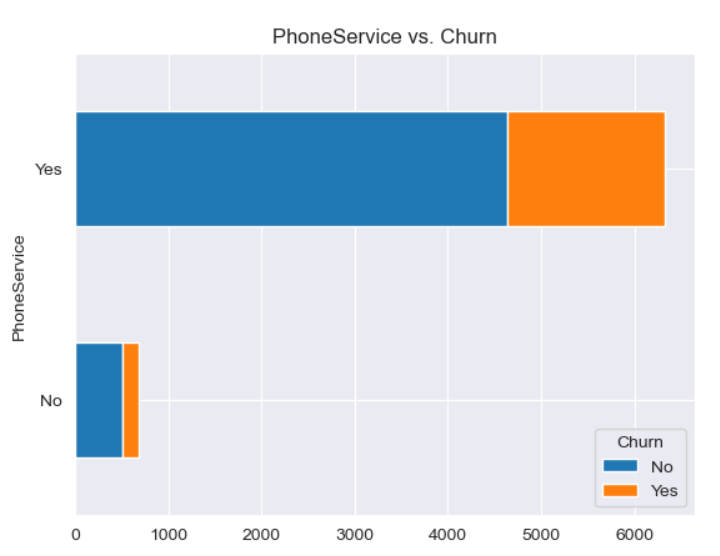 PhoneService vs. Churn
Yes
PhoneService
No
Churn
No
Yes
0 1000 2000 3000 4000 5000 6000